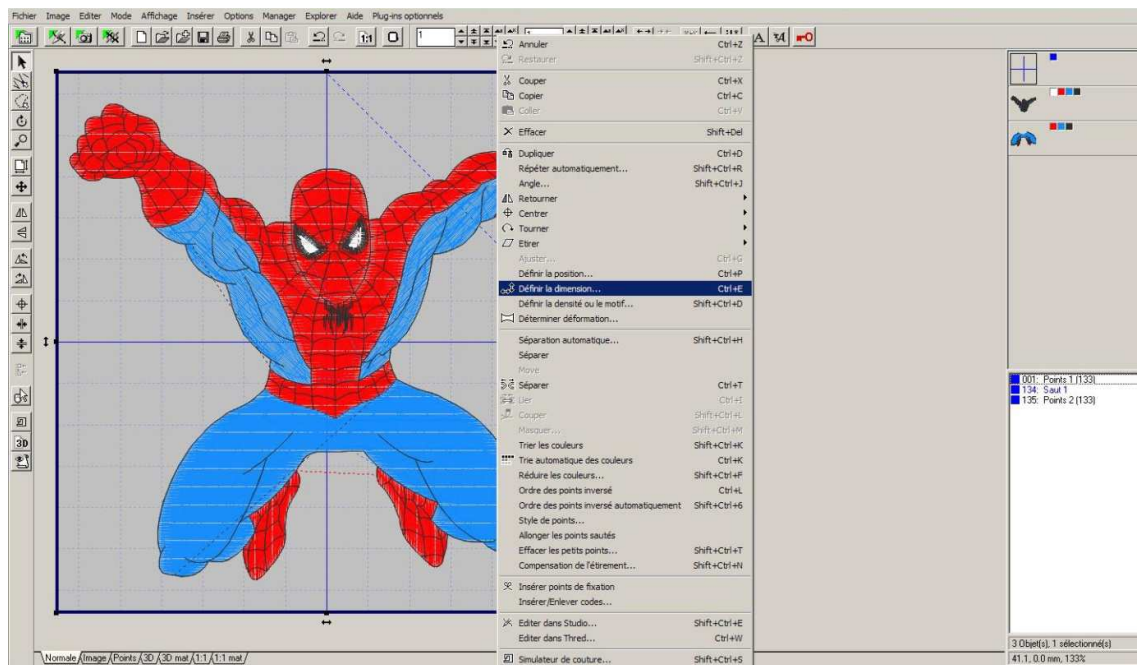 Fichier Image Editer Mode Affichage Insérer Options Manager Explorer Aide Plug-ins optionnels
1:1 1
Annuler Ctrl+Z
Restaurer Shift+Ctrl+Z
Couper Ctrl+X
Copier Ctrl+C
Coller Ctrl+V
Effacer Shift+Del
Dupliquer Ctrl+D
Répéter automatiquement... Shift+Ctrl+R
Angle... Shift+Ctrl+J
Retourner
Centrer
Tourner
Etirer
Ajuster... Ctrl+G
Définir la position... Ctrl+P
Définir la dimension... Ctrl+E
Définir la densité ou le motif... Shift+Ctrl+D
Déterminer déformation...
Séparation automatique... Shift+Ctrl+H
Séparer
Move
Séparer Ctrl+T
Lier Ctrl+I
Couper Shift+Ctrl+L
Masquer... Shift+Ctrl+M
Trier les couleurs Shift+Ctrl+K
Trie automatique des couleurs Ctrl+K
Réduire les couleurs... Shift+Ctrl+F
Ordre des points inversé Ctrl+L
Ordre des points inversé automatiquement Shift+Ctrl+6
Style de points...
Allonger les points sautés
Effacer les petits points... Shift+Ctrl+T
Compensation de l'étirement... Shift+Ctrl+N
Insérer points de fixation
Insérer/Enlever codes...
Editer dans Studio... Shift+Ctrl+E
Editer dans Thred... Ctrl+W
Simulateur de couture... Shift+Ctrl+S
3D
001: Points 1 (133)
134: Saut 1
135: Points 2 (133)
3 Objet(s), 1 sélectionné(s)
Normale Image Points 3D 3D mat 1:1 1:1 mat
41.1, 0.0 mm, 133%